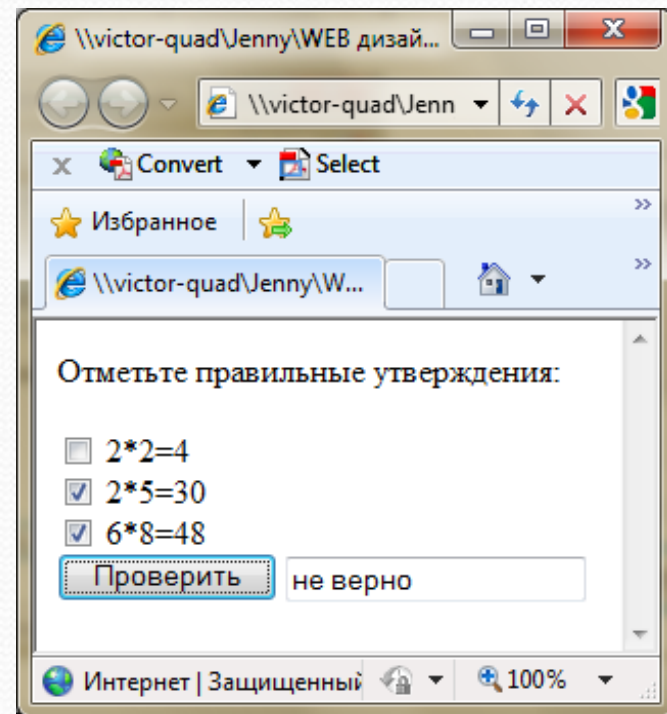 \\victor-quad\Jenny\WEB дизай...
\\victor-quad\Jenn
x Convert Select
Избранное
\\victor-quad\Jenny\W...
Отметьте правильные утверждения:
2*2=4
2*5=30
6*8=48
Проверить не верно
Интернет | Защищенный 100%